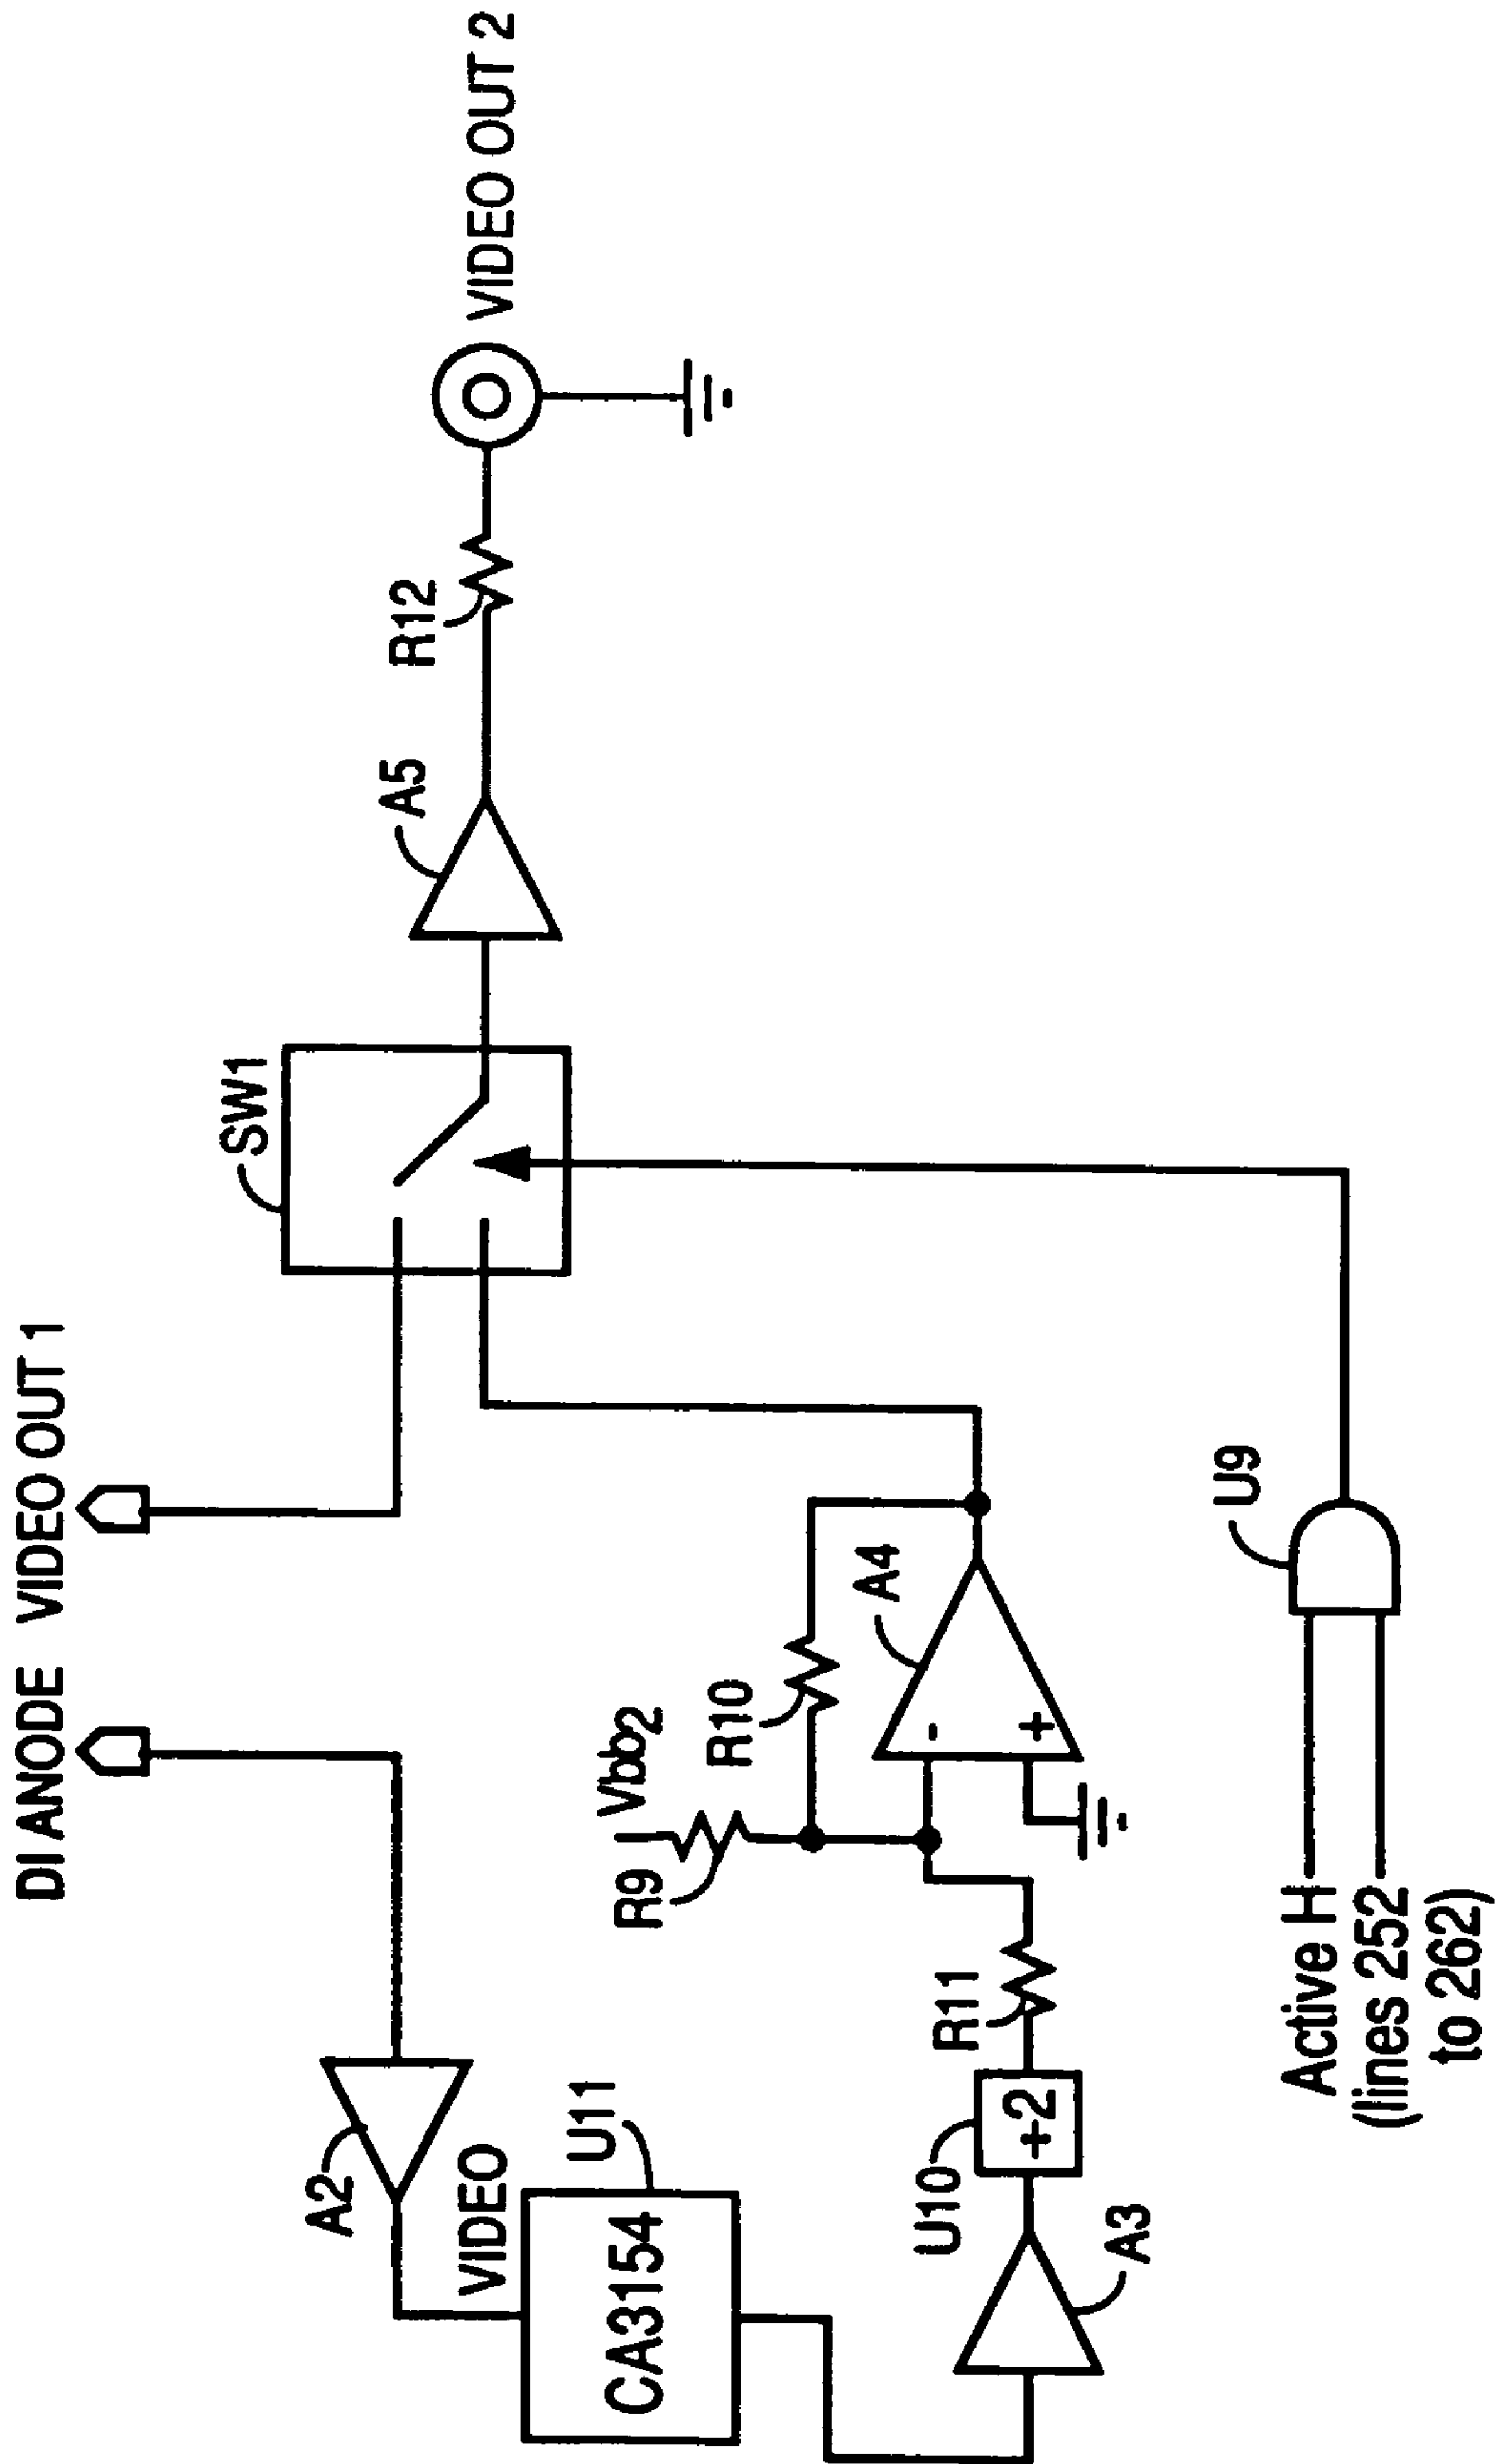 DI ANODE
VIDEO OUT 1
SW1
A5
R12
VIDEO OUT 2
A2
VIDEO
U11
CA3154
R9
Vbb2
R10
A4
-
+
R11
U10
÷2
A3
U9
Active H
(lines 252
to 262)